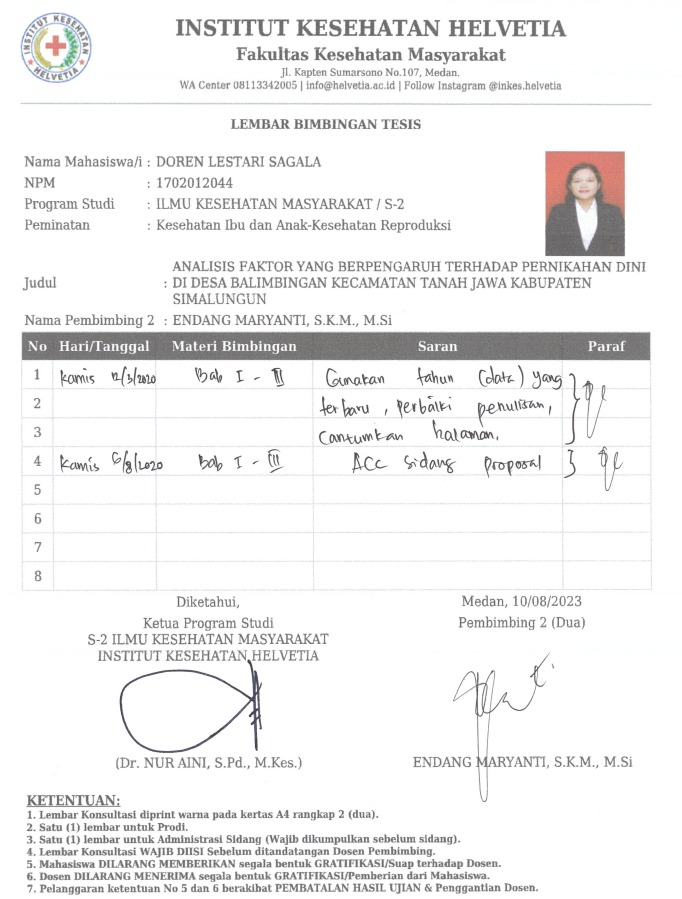 INSTITUT KESEHATAN HELVETIA
INSTITUT KESEHATAN HELVETIA
Fakultas Kesehatan Masyarakat
Jl. Kapten Sumarsono No.107, Medan.
WA Center 08113342005 | info@helvetia.ac.id | Follow Instagram @inkes.helvetia
LEMBAR BIMBINGAN TESIS
Nama Mahasiswa/i : DOREN LESTARI SAGALA
NPM : 1702012044
Program Studi : ILMU KESEHATAN MASYARAKAT / S-2
Peminatan : Kesehatan Ibu dan Anak-Kesehatan Reproduksi
ANALISIS FAKTOR YANG BERPENGARUH TERHADAP PERNIKAHAN DINI
Judul : DI DESA BALIMBINGAN KECAMATAN TANAH JAWA KABUPATEN
SIMALUNGUN
Nama Pembimbing 2 : ENDANG MARYANTI, S.K.M., M.Si
No Hari/Tanggal Materi Bimbingan Saran Paraf
1 Kamis 12/3/2020 Bab I - III Gunakan tahun (data) yang
2 terbaru, perbaiki penulisan,
3 Cantumkan halaman.
4 Kamis 6/8/2020 Bab I - III ACC sidang proposal
5
6
7
8
Diketahui, Medan, 10/08/2023
Ketua Program Studi Pembimbing 2 (Dua)
S-2 ILMU KESEHATAN MASYARAKAT
INSTITUT KESEHATAN HELVETIA
(Dr. NUR AINI, S.Pd., M.Kes.) ENDANG MARYANTI, S.K.M., M.Si
KETENTUAN:
1. Lembar Konsultasi diprint warna pada kertas A4 rangkap 2 (dua).
2. Satu (1) lembar untuk Prodi.
3. Satu (1) lembar untuk Administrasi Sidang (Wajib dikumpulkan sebelum sidang).
4. Lembar Konsultasi WAJIB DIISI Sebelum ditandatangan Dosen Pembimbing.
5. Mahasiswa DILARANG MEMBERIKAN segala bentuk GRATIFIKASI/Suap terhadap Dosen.
6. Dosen DILARANG MENERIMA segala bentuk GRATIFIKASI/Pemberian dari Mahasiswa.
7. Pelanggaran ketentuan No 5 dan 6 berakibat PEMBATALAN HASIL UJIAN & Penggantian Dosen.